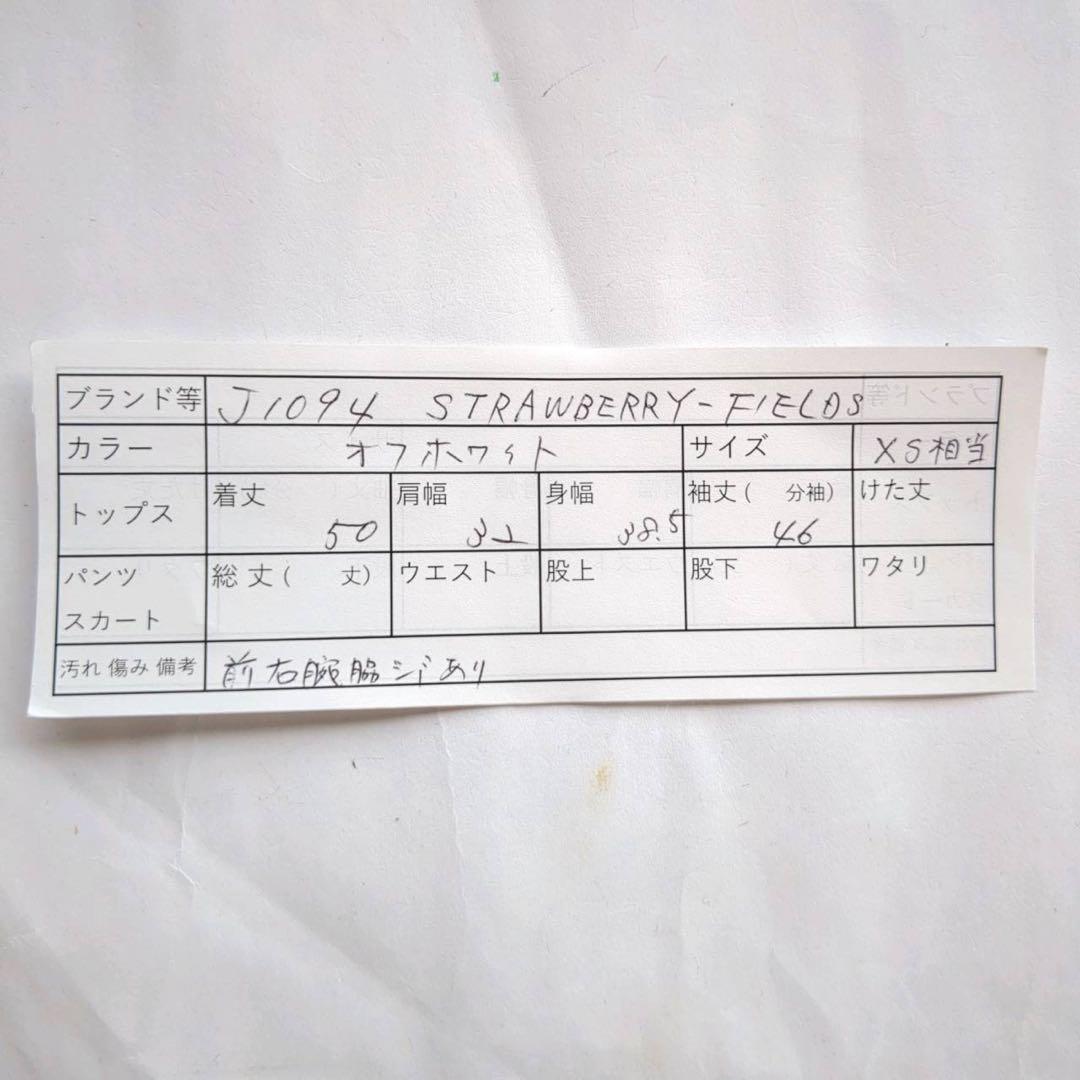 ブランド等 J1094 STRAWBERRY-FIELDS
カラー オフホワイト サイズ XS相当
トップス 着丈 50 肩幅 32 身幅 38.5 袖丈( 分袖) 46 けた丈
パンツ スカート 総丈( 丈) ウエスト 股上 股下 ワタリ
汚れ 傷み 備考 前右腕脇シミあり